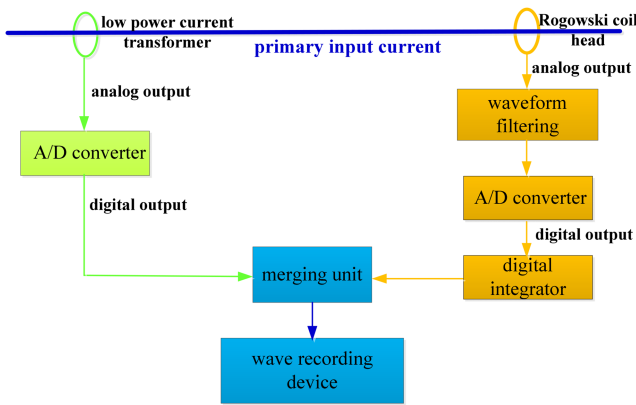 low power current
transformer
primary input current
Rogowski coil
head
analog output
analog output
waveform
filtering
A/D converter
A/D converter
digital output
digital output
merging unit
digital
integrator
wave recording
device